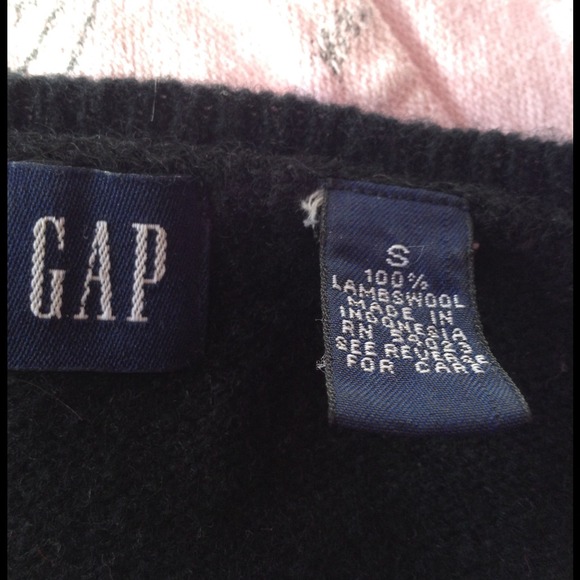 GAP
S
100%
LAMBSWOOL
MADE IN
INDONESIA
RN 54023
SEE REVERSE
FOR CARE